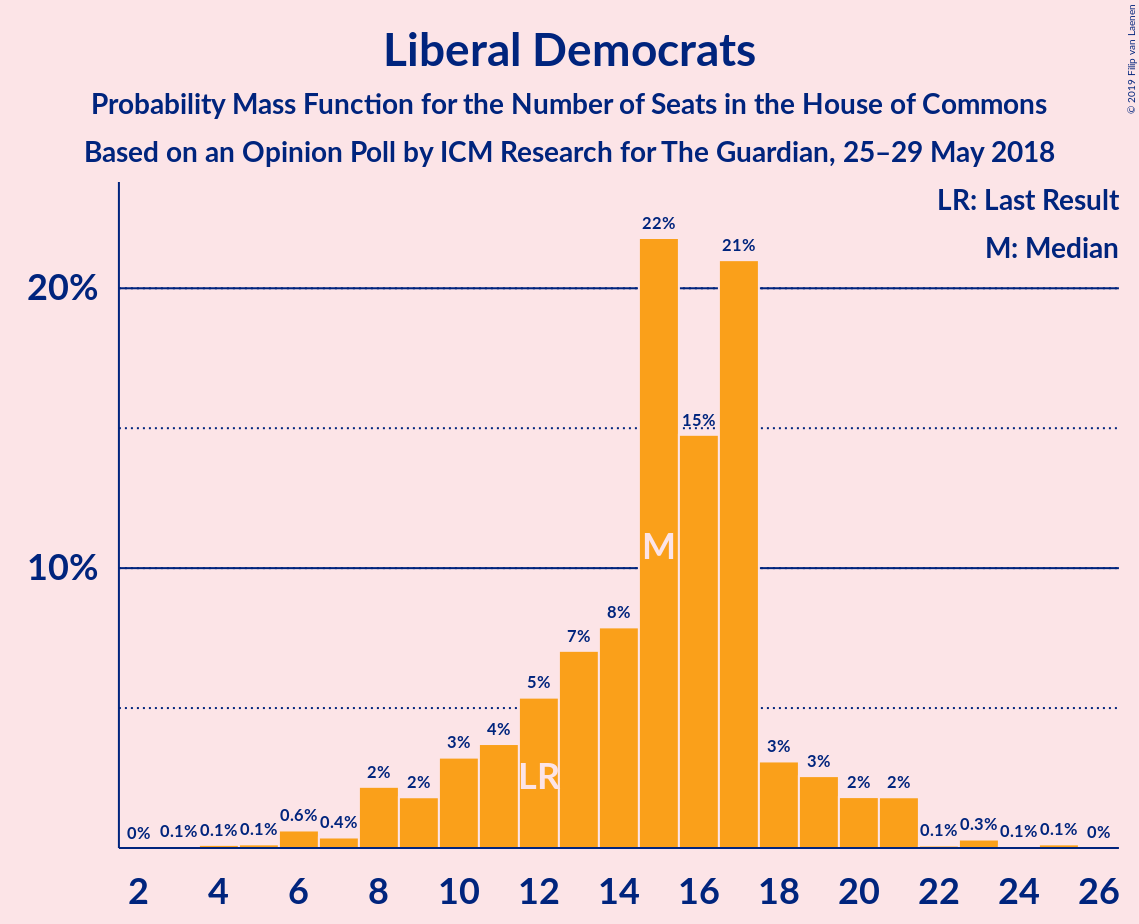 Liberal Democrats
Probability Mass Function for the Number of Seats in the House of Commons
Based on an Opinion Poll by ICM Research for The Guardian, 25–29 May 2018
© 2019 Filip van Laenen
LR: Last Result
M: Median
20%
10%
0% 0.1% 0.1% 0.1% 0.6% 0.4% 2% 2% 3% 4% 5% 7% 8% 22% 15% 21% 3% 3% 2% 2% 0.1% 0.3% 0.1% 0.1% 0%
M
LR
2 4 6 8 10 12 14 16 18 20 22 24 26